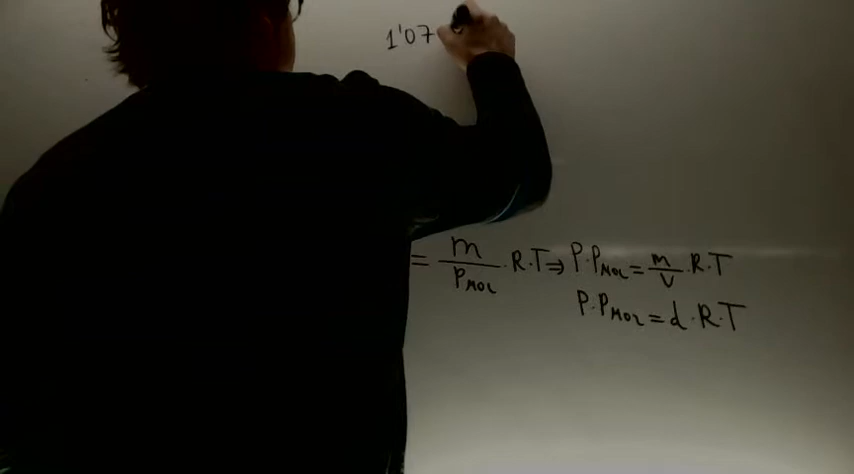 1'07
= m/P_MOL · R·T ⇒ P·P_MOL = m/V · R·T
P·P_MOL = d·R·T